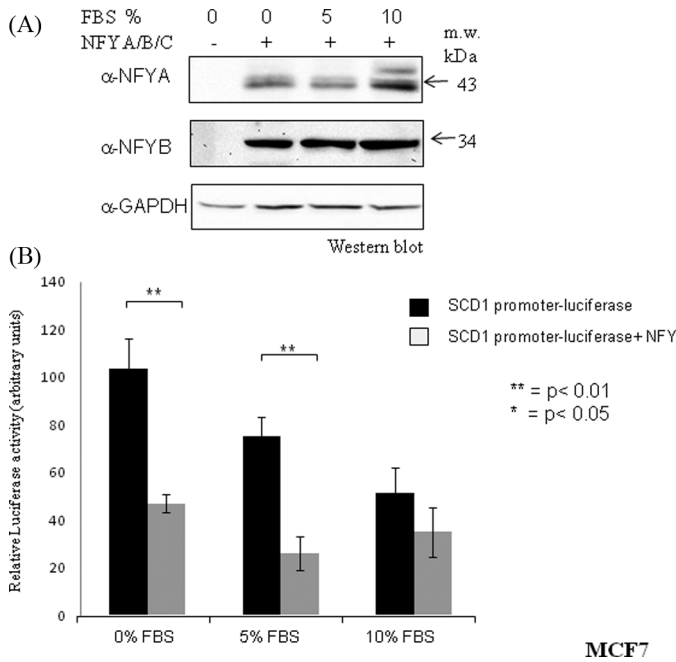 (A)
FBS % 0 0 5 10
NFYA/B/C - + + +
m.w.
kDa
α-NFYA
43
α-NFYB
34
α-GAPDH
Western blot
(B)
Relative Luciferase activity (arbitrary units)
140
120
100
80
60
40
20
0
**
**
SCD1 promoter-luciferase
SCD1 promoter-luciferase+NFY
** = p< 0.01
* = p< 0.05
0% FBS 5% FBS 10% FBS
MCF7